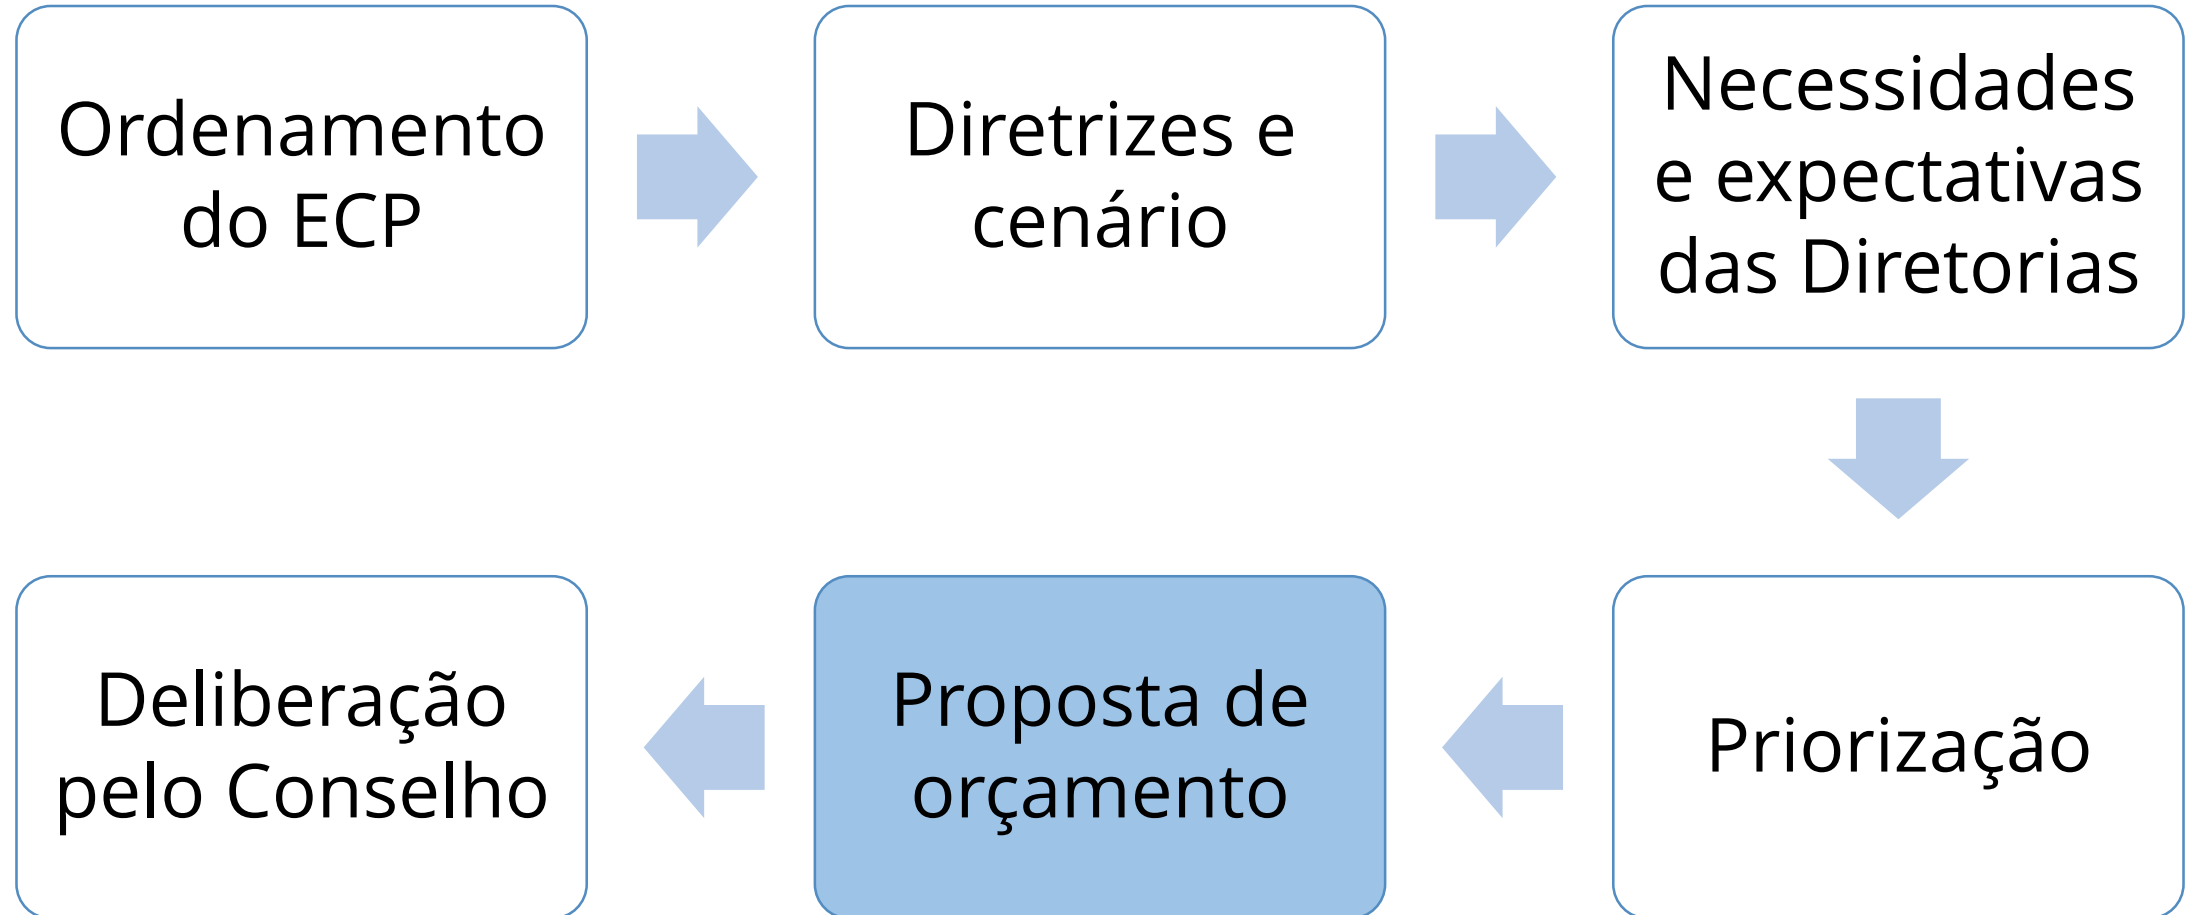 Ordenamento
do ECP
Diretrizes e
cenário
Necessidades
e expectativas
das Diretorias
Priorização
Proposta de
orçamento
Deliberação
pelo Conselho